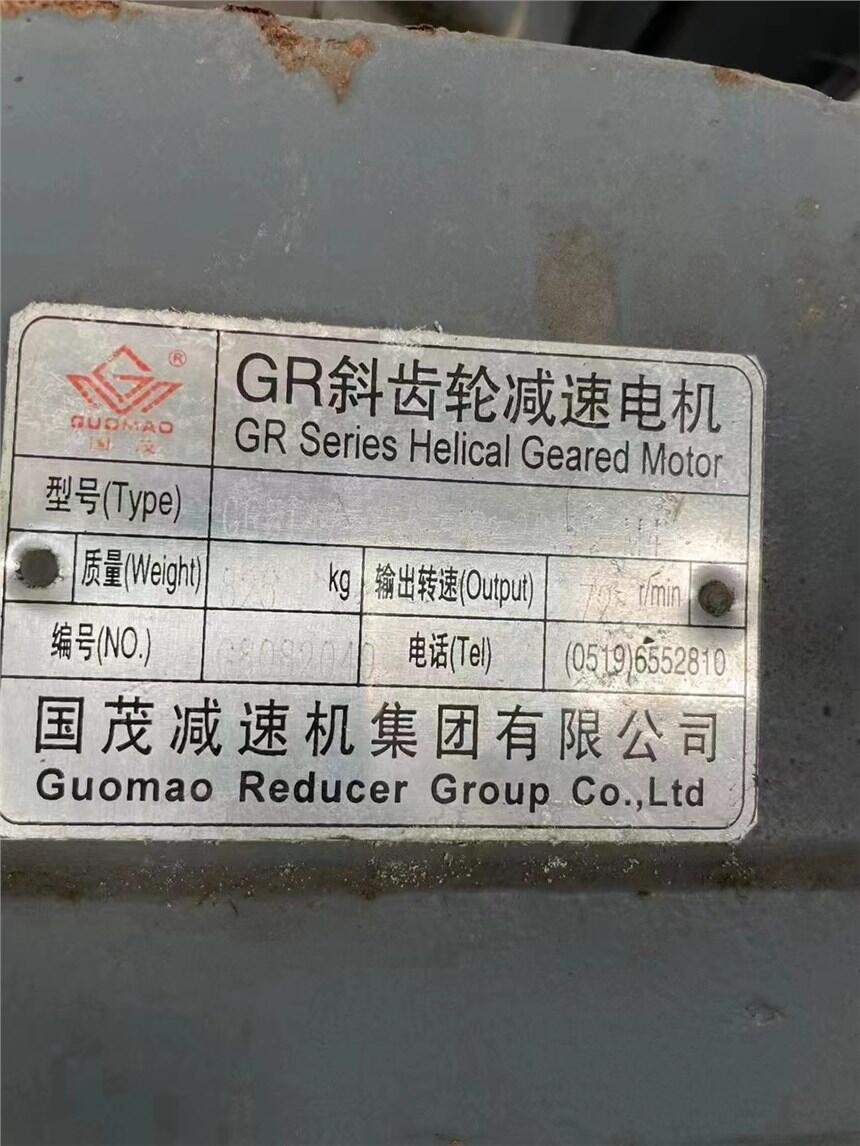 ®
GUOMAO
国茂
GR斜齿轮减速电机
GR Series Helical Geared Motor
型号(Type)
质量(Weight) kg 输出转速(Output) r/min
编号(NO.) 电话(Tel) (0519)6552810
国茂减速机集团有限公司
Guomao Reducer Group Co.,Ltd